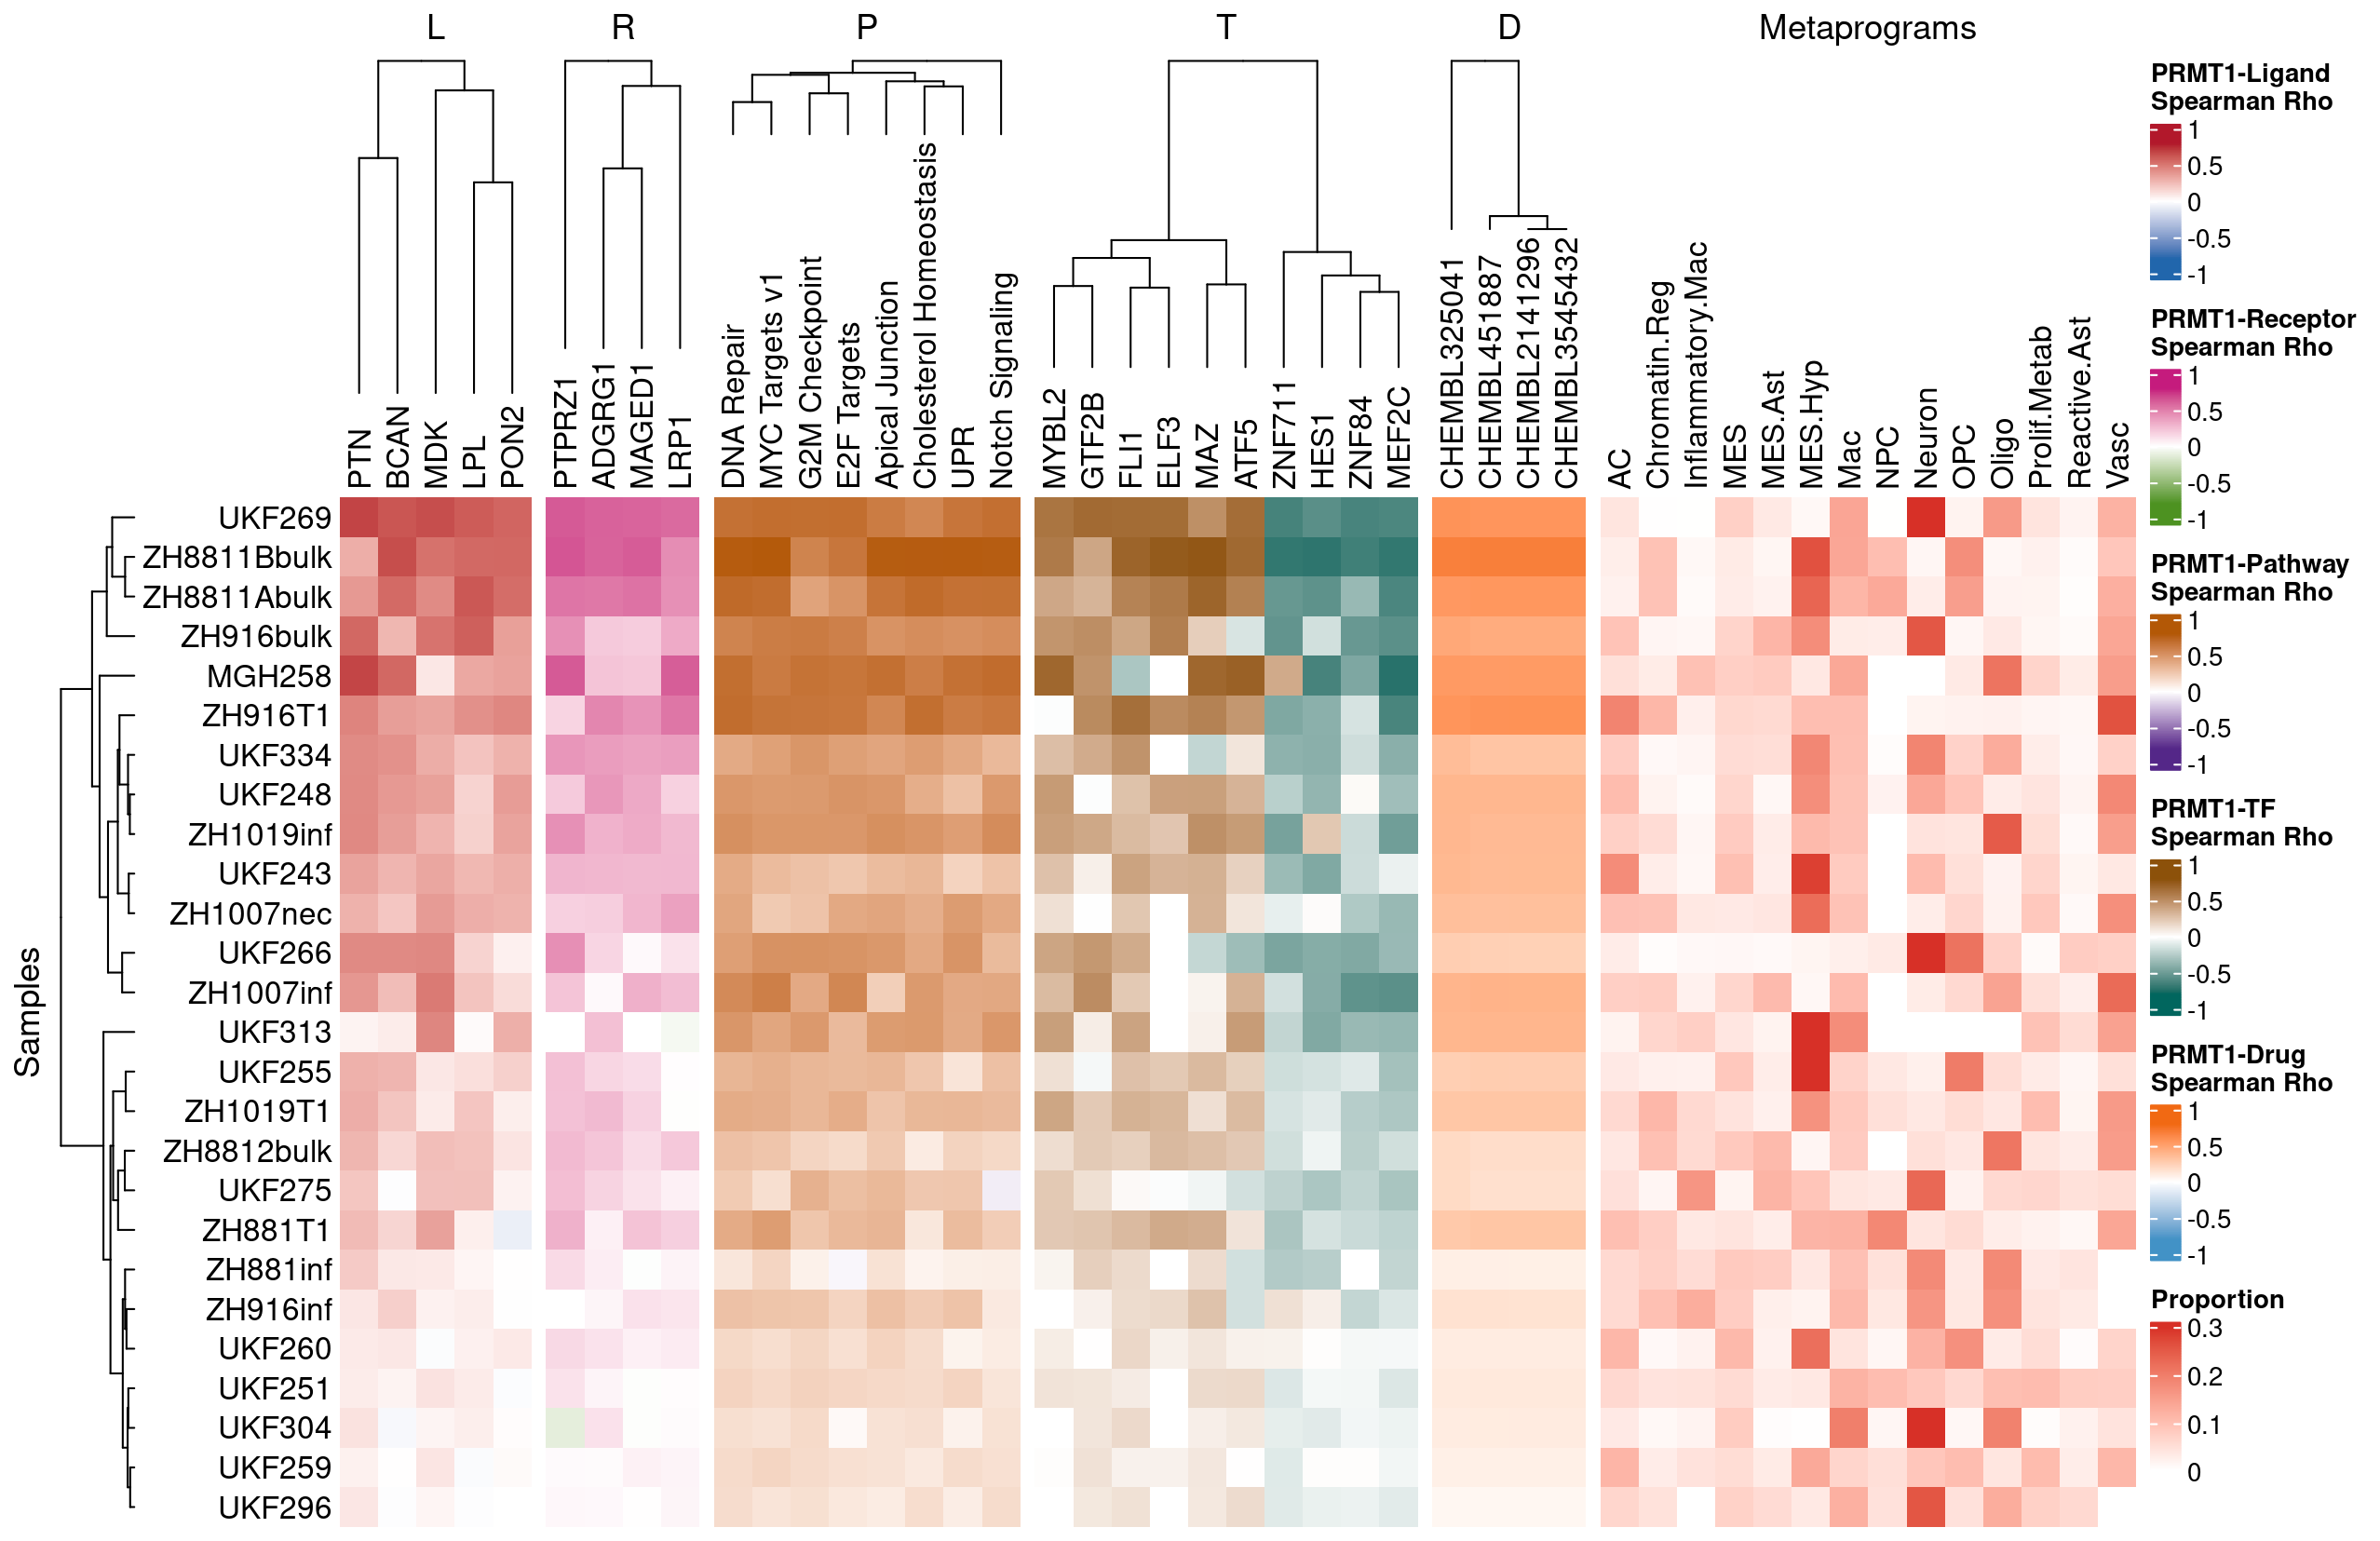 L R P T D Metaprograms
PTN
BCAN
MDK
LPL
PON2
PTPRZ1
ADGRG1
MAGED1
LRP1
DNA Repair
MYC Targets v1
G2M Checkpoint
E2F Targets
Apical Junction
Cholesterol Homeostasis
UPR
Notch Signaling
MYBL2
GTF2B
FLI1
ELF3
MAZ
ATF5
ZNF711
HES1
ZNF84
MEF2C
CHEMBL325041
CHEMBL451887
CHEMBL2141296
CHEMBL3545432
AC
Chromatin.Reg
Inflammatory.Mac
MES
MES.Ast
MES.Hyp
Mac
NPC
Neuron
OPC
Oligo
Prolif.Metab
Reactive.Ast
Vasc
Samples
UKF269
ZH8811Bbulk
ZH8811Abulk
ZH916bulk
MGH258
ZH916T1
UKF334
UKF248
ZH1019inf
UKF243
ZH1007nec
UKF266
ZH1007inf
UKF313
UKF255
ZH1019T1
ZH8812bulk
UKF275
ZH881T1
ZH881inf
ZH916inf
UKF260
UKF251
UKF304
UKF259
UKF296
PRMT1-Ligand
Spearman Rho
1
0.5
0
-0.5
-1
PRMT1-Receptor
Spearman Rho
1
0.5
0
-0.5
-1
PRMT1-Pathway
Spearman Rho
1
0.5
0
-0.5
-1
PRMT1-TF
Spearman Rho
1
0.5
0
-0.5
-1
PRMT1-Drug
Spearman Rho
1
0.5
0
-0.5
-1
Proportion
0.3
0.2
0.1
0